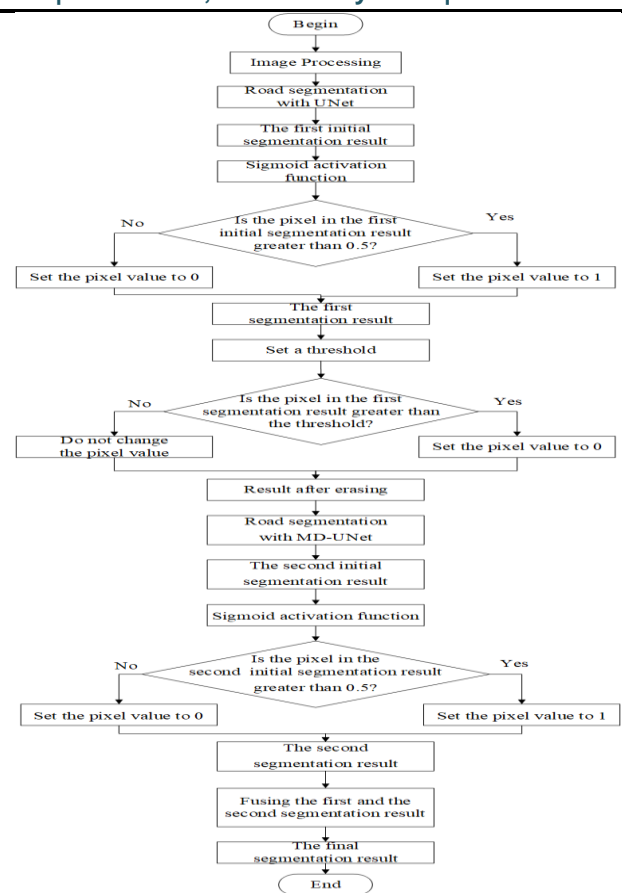 Begin
Image Processing
Road segmentation
with UNet
The first initial
segmentation result
Sigmoid activation
function
Is the pixel in the first
initial segmentation result
greater than 0.5?
No
Yes
Set the pixel value to 0
Set the pixel value to 1
The first
segmentation result
Set a threshold
Is the pixel in the first
segmentation result greater than
the threshold?
No
Yes
Do not change
the pixel value
Set the pixel value to 0
Result after erasing
Road segmentation
with MD-UNet
The second initial
segmentation result
Sigmoid activation function
Is the pixel in the
second initial segmentation result
greater than 0.5?
No
Yes
Set the pixel value to 0
Set the pixel value to 1
The second
segmentation result
Fusing the first and the
second segmentation result
The final
segmentation result
End